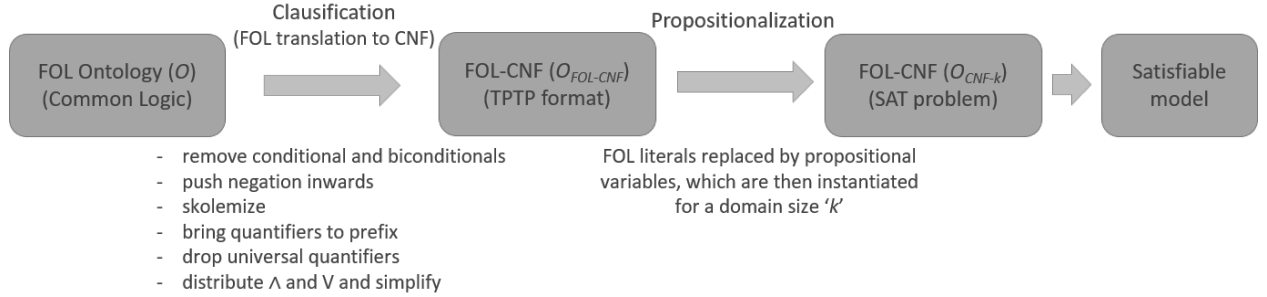 Clausification
(FOL translation to CNF)
Propositionalization
FOL Ontology (O)
(Common Logic)
FOL-CNF (O_FOL-CNF)
(TPTP format)
FOL-CNF (O_CNF-k)
(SAT problem)
Satisfiable
model
- remove conditional and biconditionals
- push negation inwards
- skolemize
- bring quantifiers to prefix
- drop universal quantifiers
- distribute Λ and V and simplify
FOL literals replaced by propositional
variables, which are then instantiated
for a domain size ‘k’